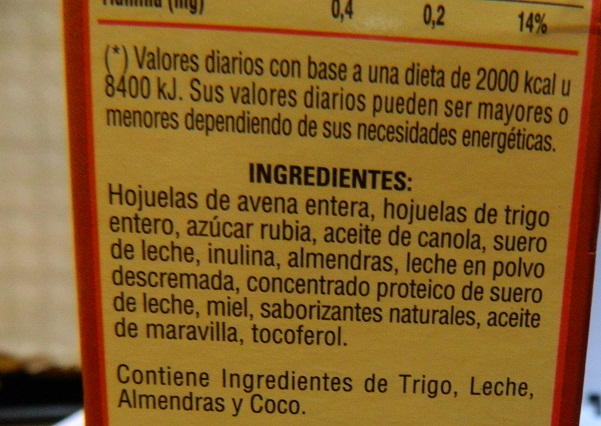 (mg) 0,4 0,2 14%
(*) Valores diarios con base a una dieta de 2000 kcal u
8400 kJ. Sus valores diarios pueden ser mayores o
menores dependiendo de sus necesidades energéticas.
INGREDIENTES:
Hojuelas de avena entera, hojuelas de trigo
entero, azúcar rubia, aceite de canola, suero
de leche, inulina, almendras, leche en polvo
descremada, concentrado proteico de suero
de leche, miel, saborizantes naturales, aceite
de maravilla, tocoferol.
Contiene Ingredientes de Trigo, Leche,
Almendras y Coco.